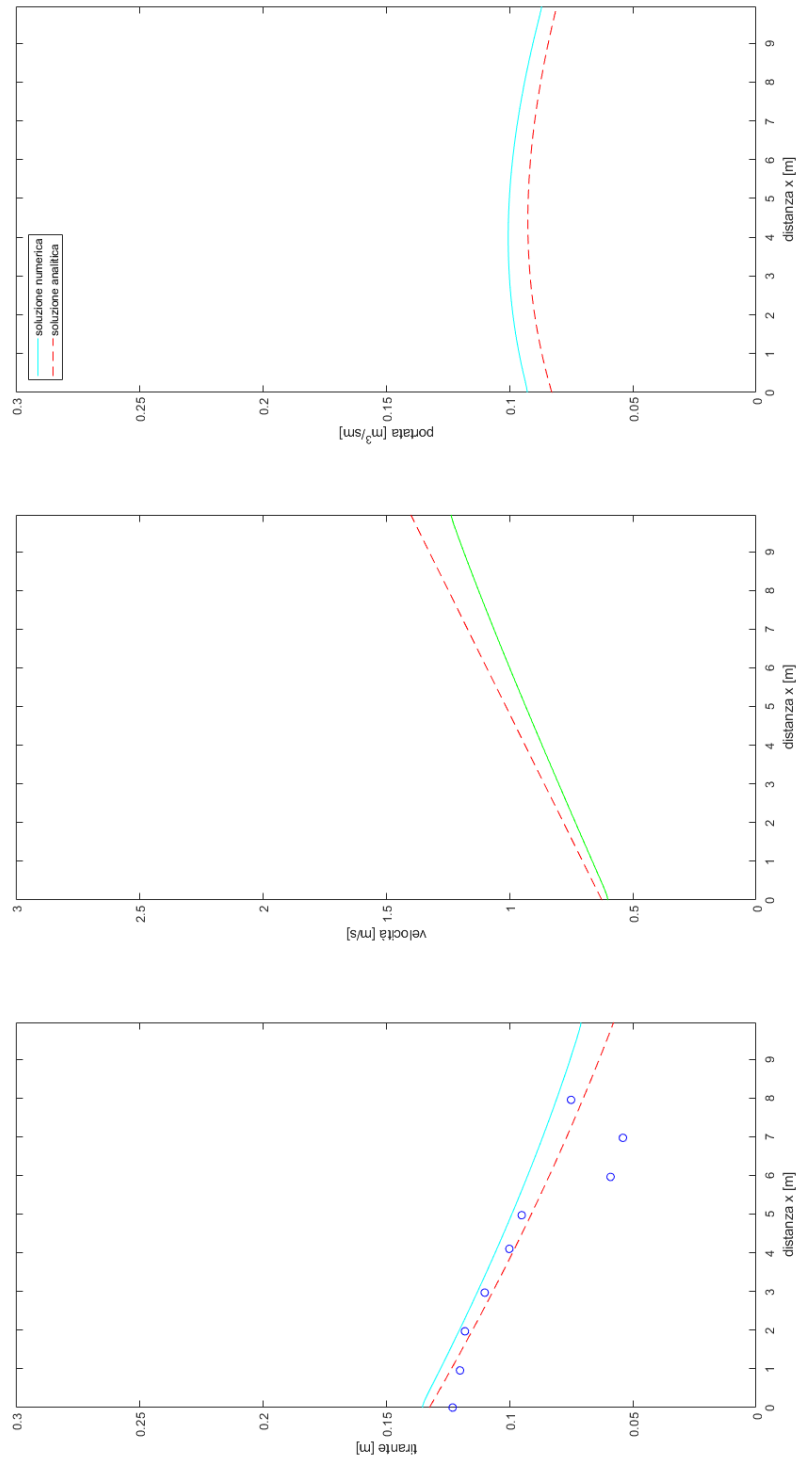 0.3
0.25
0.2
0.15
0.1
0.05
0
tirante [m]
0 1 2 3 4 5 6 7 8 9
distanza x [m]
3
2.5
2
1.5
1
0.5
0
velocità [m/s]
0 1 2 3 4 5 6 7 8 9
distanza x [m]
soluzione numerica
soluzione analitica
0.3
0.25
0.2
0.15
0.1
0.05
0
portata [m³/sm]
0 1 2 3 4 5 6 7 8 9
distanza x [m]